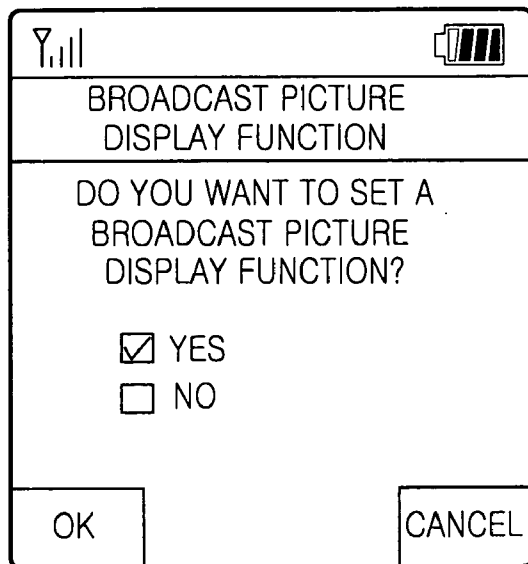 BROADCAST PICTURE
DISPLAY FUNCTION
DO YOU WANT TO SET A
BROADCAST PICTURE
DISPLAY FUNCTION?
YES
NO
OK
CANCEL